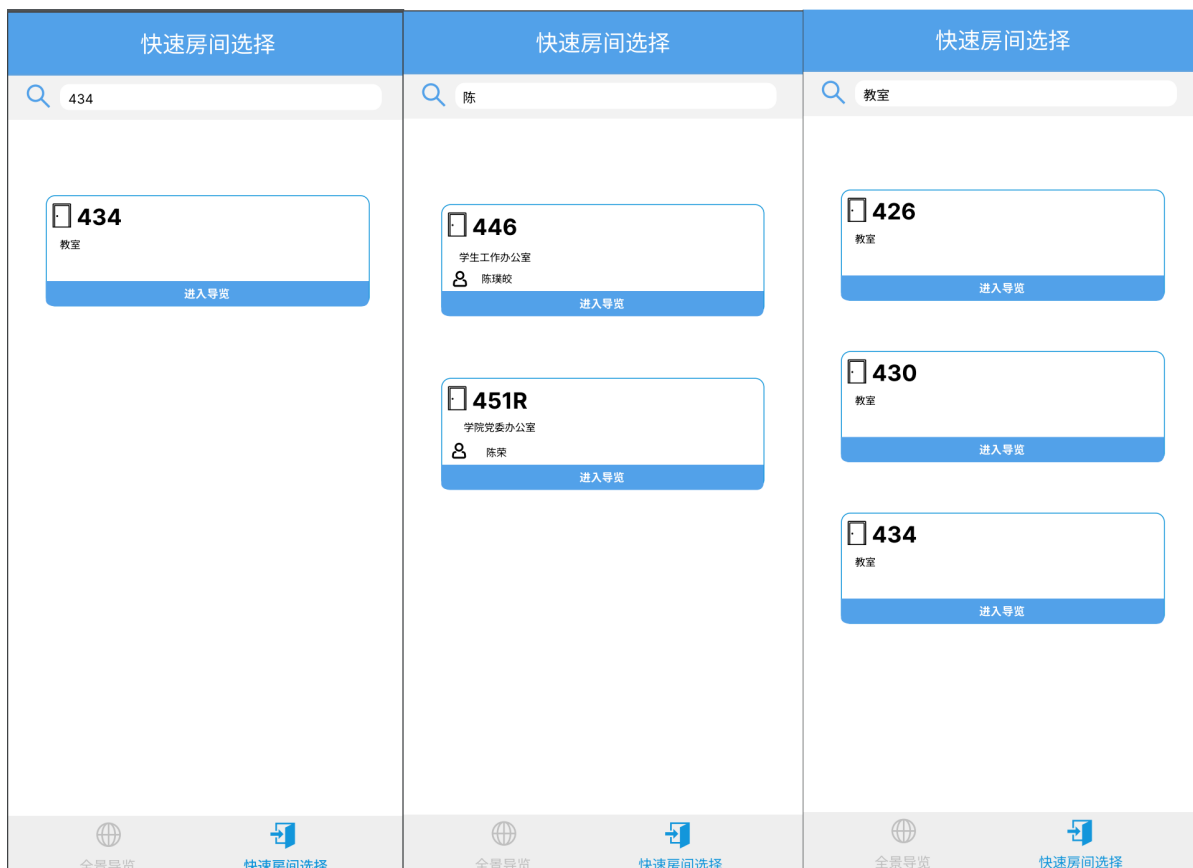 快速房间选择
434
434
教室
进入导览
全景导览
快速房间选择
快速房间选择
陈
446
学生工作办公室
陈璞皎
进入导览
451R
学院党委办公室
陈荣
进入导览
全景导览
快速房间选择
快速房间选择
教室
426
教室
进入导览
430
教室
进入导览
434
教室
进入导览
全景导览
快速房间选择